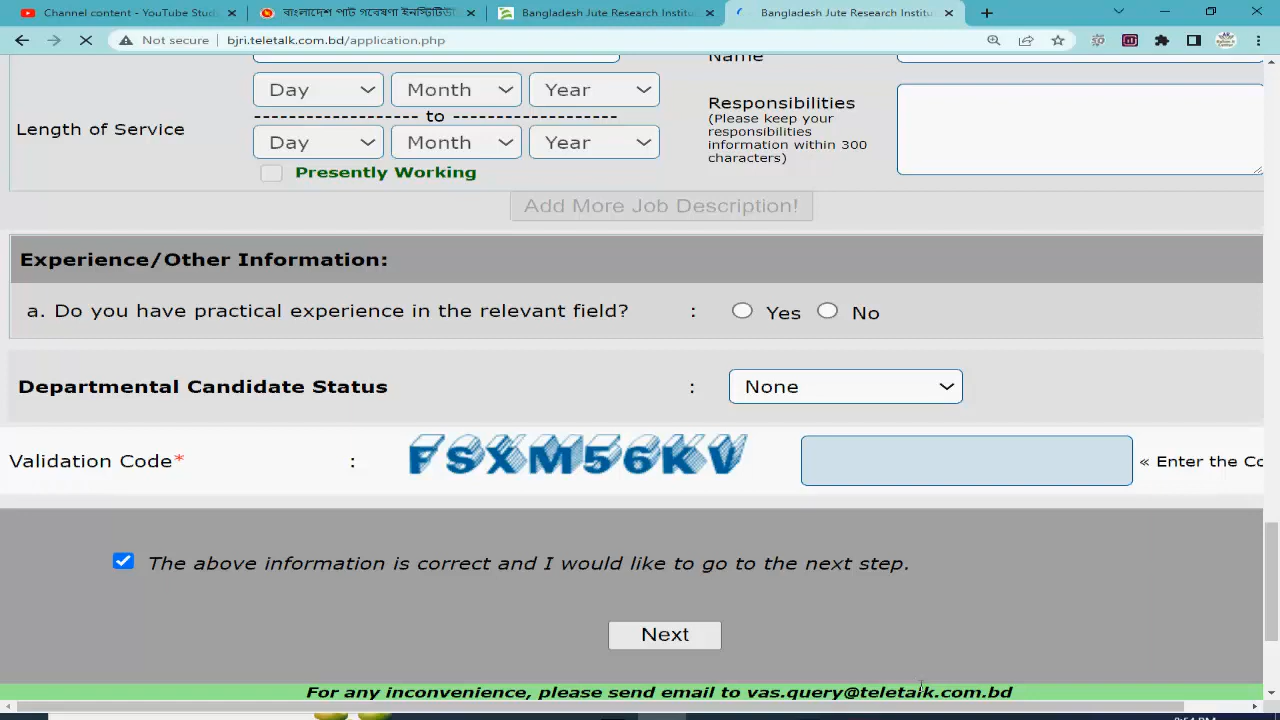 Channel content - YouTube Stud
বাংলাদেশ পাট গবেষণা ইনস্টিটিউ
Bangladesh Jute Research Institu
Bangladesh Jute Research Institu
Not secure bjri.teletalk.com.bd/application.php
Name
Day Month Year
Responsibilities
------------------ to ------------------
(Please keep your
Length of Service
responsibilities
Day Month Year
information within 300
characters)
Presently Working
Add More Job Description!
Experience/Other Information:
a. Do you have practical experience in the relevant field? : Yes No
Departmental Candidate Status : None
Validation Code* : FSXM56KV « Enter the Co
The above information is correct and I would like to go to the next step.
Next
For any inconvenience, please send email to vas.query@teletalk.com.bd